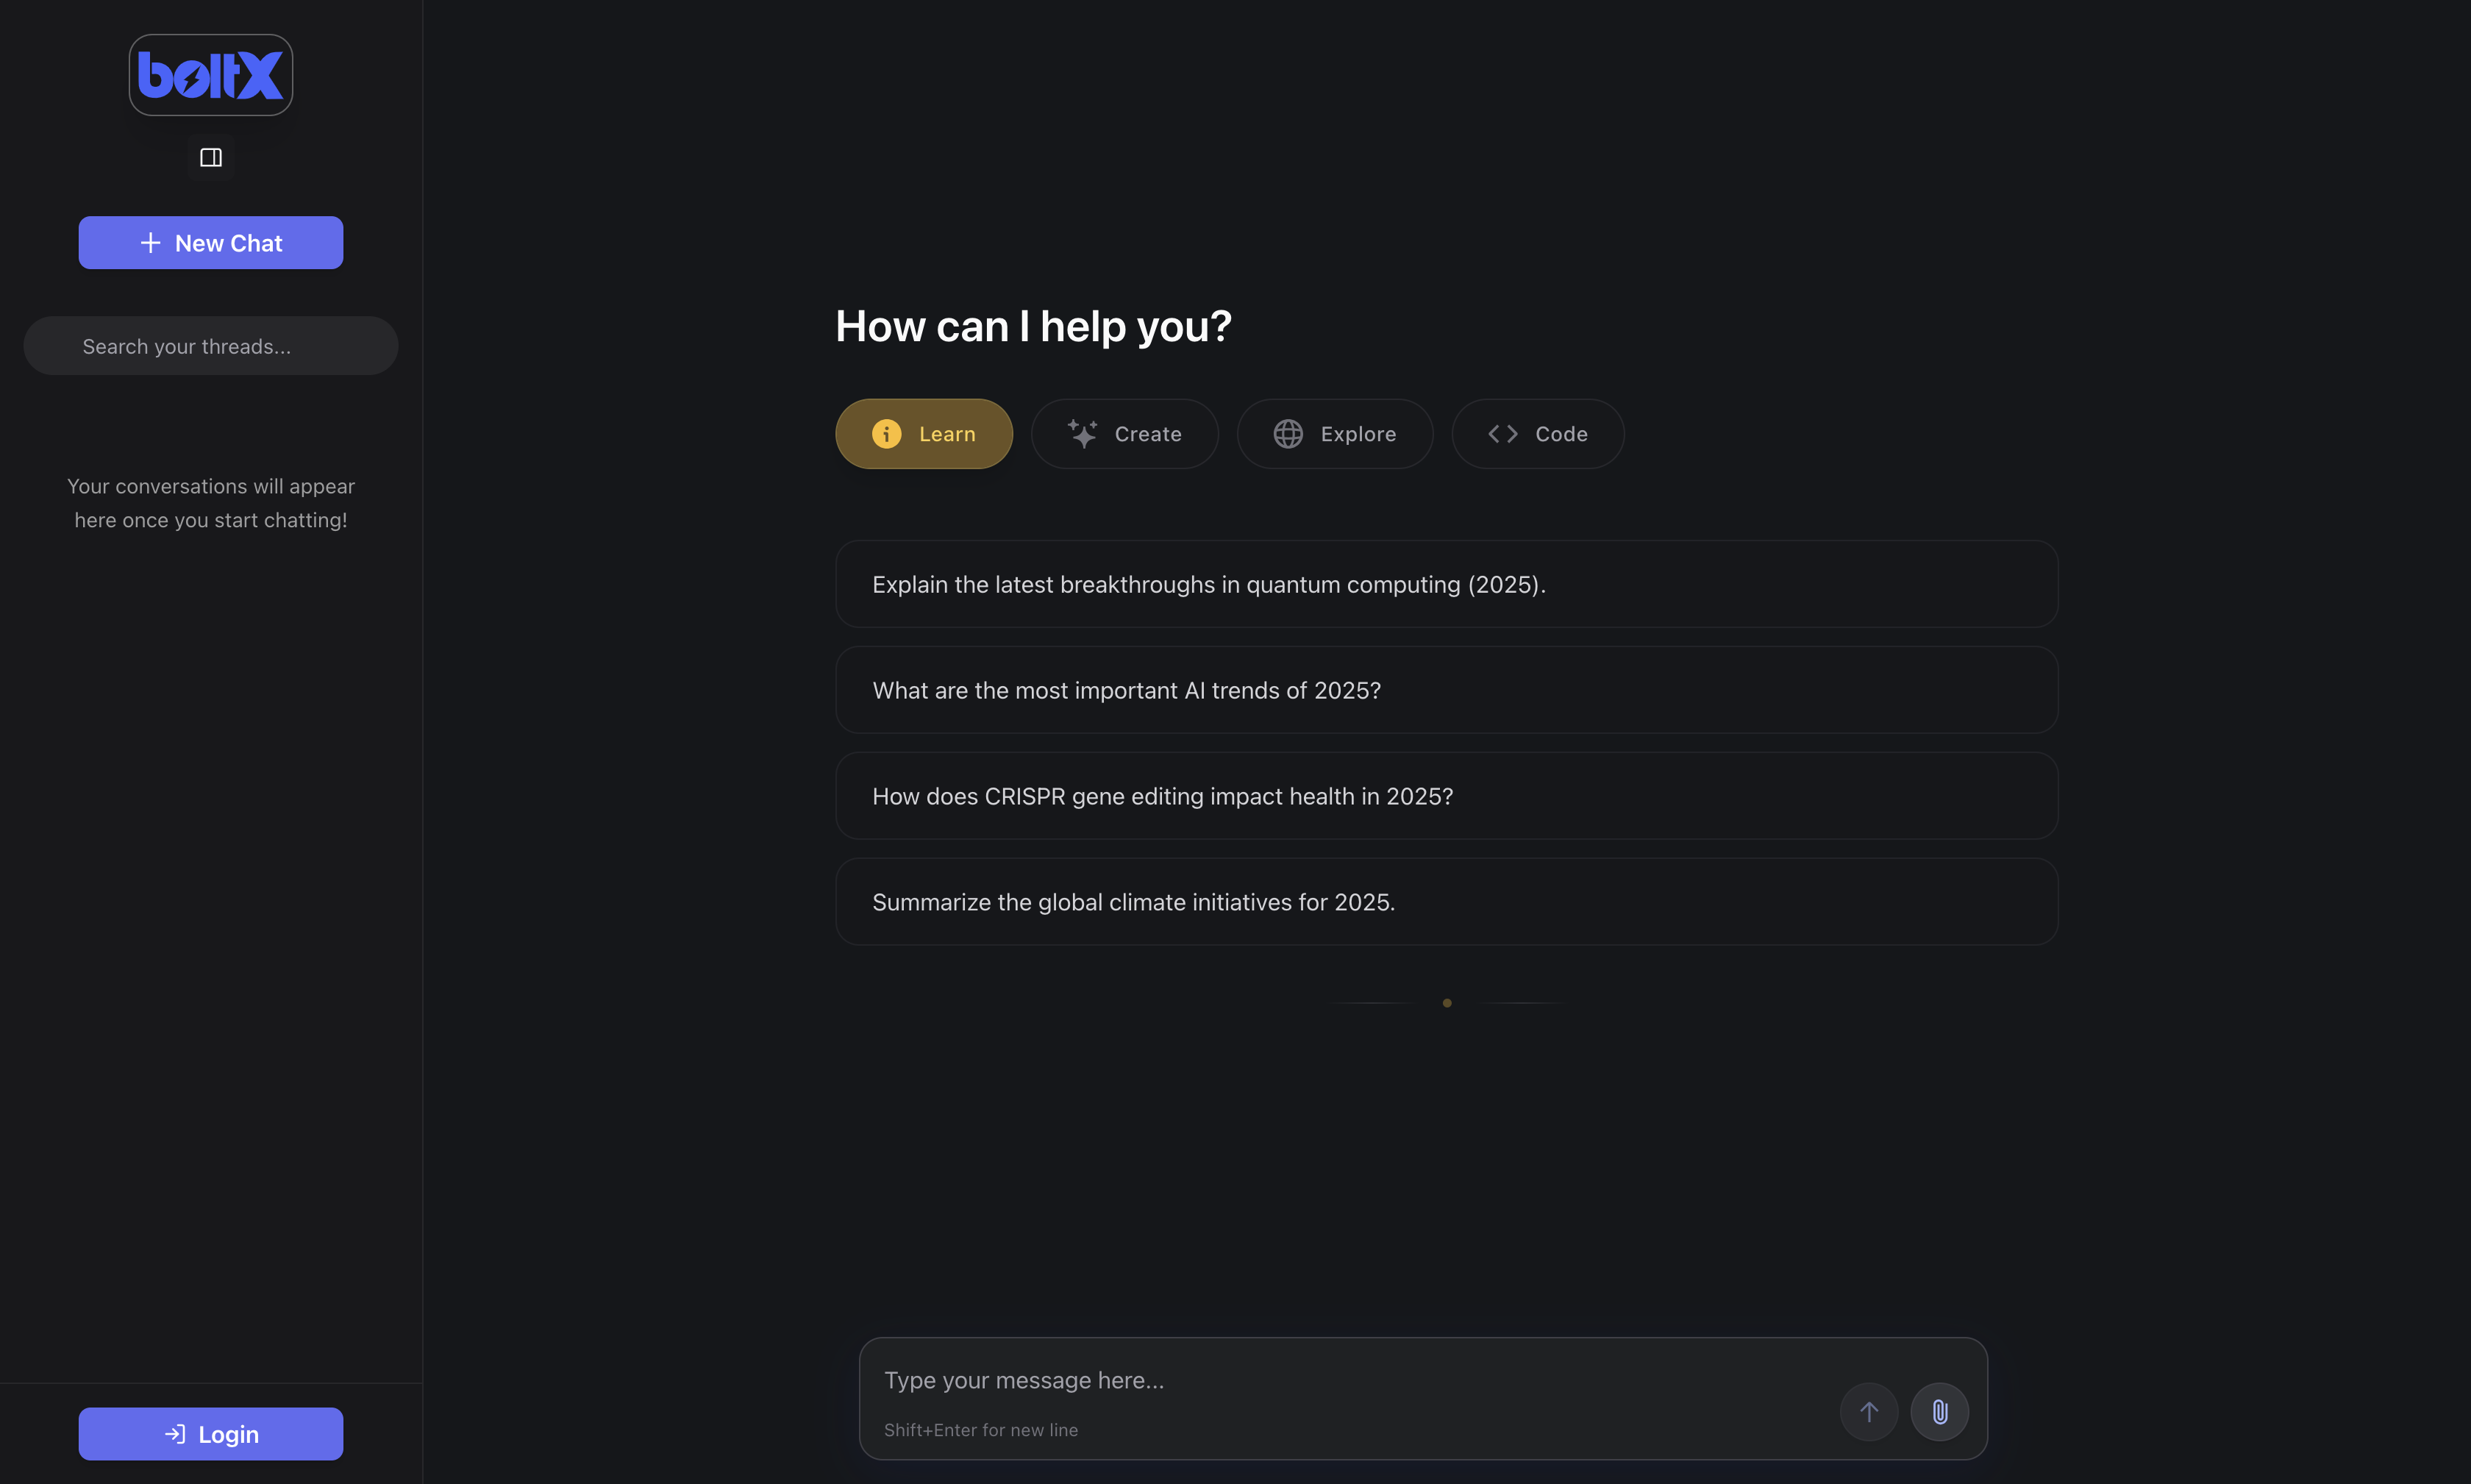 boltX
New Chat
Search your threads...
Your conversations will appear
here once you start chatting!
Login
How can I help you?
Learn
Create
Explore
Code
Explain the latest breakthroughs in quantum computing (2025).
What are the most important AI trends of 2025?
How does CRISPR gene editing impact health in 2025?
Summarize the global climate initiatives for 2025.
Type your message here...
Shift+Enter for new line